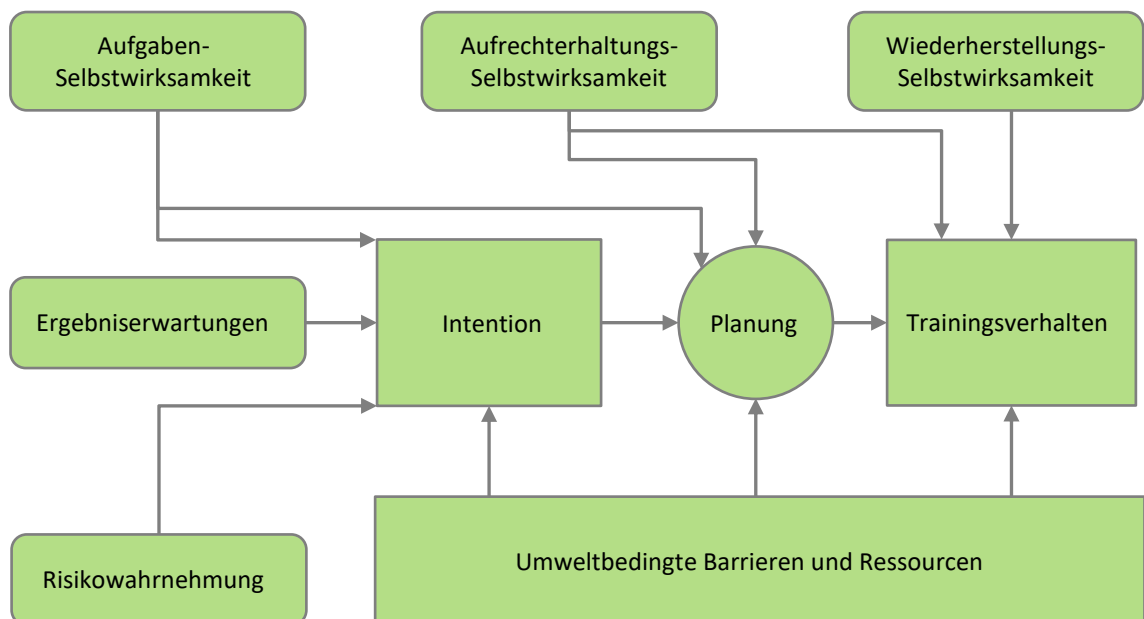 Aufgaben-
Selbstwirksamkeit
Aufrechterhaltungs-
Selbstwirksamkeit
Wiederherstellungs-
Selbstwirksamkeit
Ergebniserwartungen
Intention
Planung
Trainingsverhalten
Risikowahrnehmung
Umweltbedingte Barrieren und Ressourcen